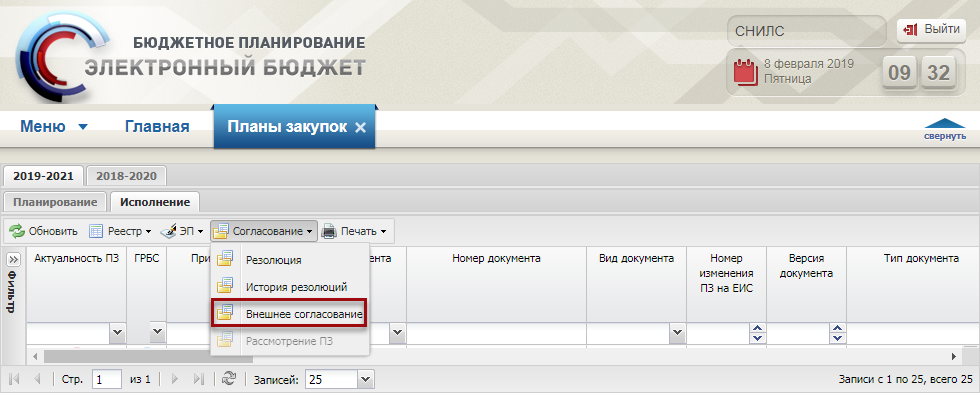 БЮДЖЕТНОЕ ПЛАНИРОВАНИЕ
ЭЛЕКТРОННЫЙ БЮДЖЕТ
СНИЛС
Выйти
8 февраля 2019
Пятница
09 32
Меню Главная Планы закупок
свернуть
2019-2021 2018-2020
Планирование Исполнение
Обновить Реестр ЭП Согласование Печать
Фильтр
Актуальность ПЗ ГРБС При мента Номер документа Вид документа Номер изменения ПЗ на ЕИС Версия документа Тип документа
Резолюция
История резолюций
Внешнее согласование
Рассмотрение ПЗ
Стр. 1 из 1 Записей: 25 Записи с 1 по 25, всего 25